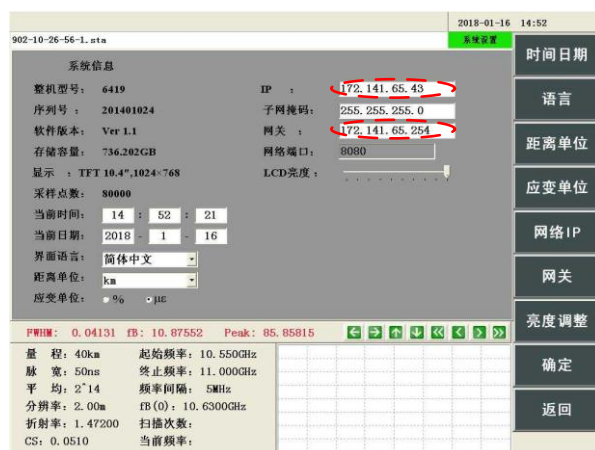 2018-01-16 14:52
902-10-26-56-1.sta
系统设置
系统信息
整机型号： 6419
序列号 ： 201401024
软件版本： Ver 1.1
存储容量： 736.202GB
显示 ： TFT 10.4",1024×768
采样点数： 80000
当前时间： 14 : 52 : 21
当前日期： 2018 - 1 - 16
界面语言： 简体中文
距离单位： km
应变单位： % με
IP ： 172.141.65.43
子网掩码： 255.255.255.0
网关 ： 172.141.65.254
网络端口： 8080
LCD亮度：
时间日期
语言
距离单位
应变单位
网络IP
网关
亮度调整
确定
返回
FWHM： 0.04131 fB: 10.87552 Peak: 85.85815
量 程： 40km 起始频率： 10.550GHz
脉 宽： 50ns 终止频率： 11.000GHz
平 均： 2^14 频率间隔： 5MHz
分辨率： 2.00m fB(0)： 10.6300GHz
折射率： 1.47200 扫描次数：
CS: 0.0510 当前频率：